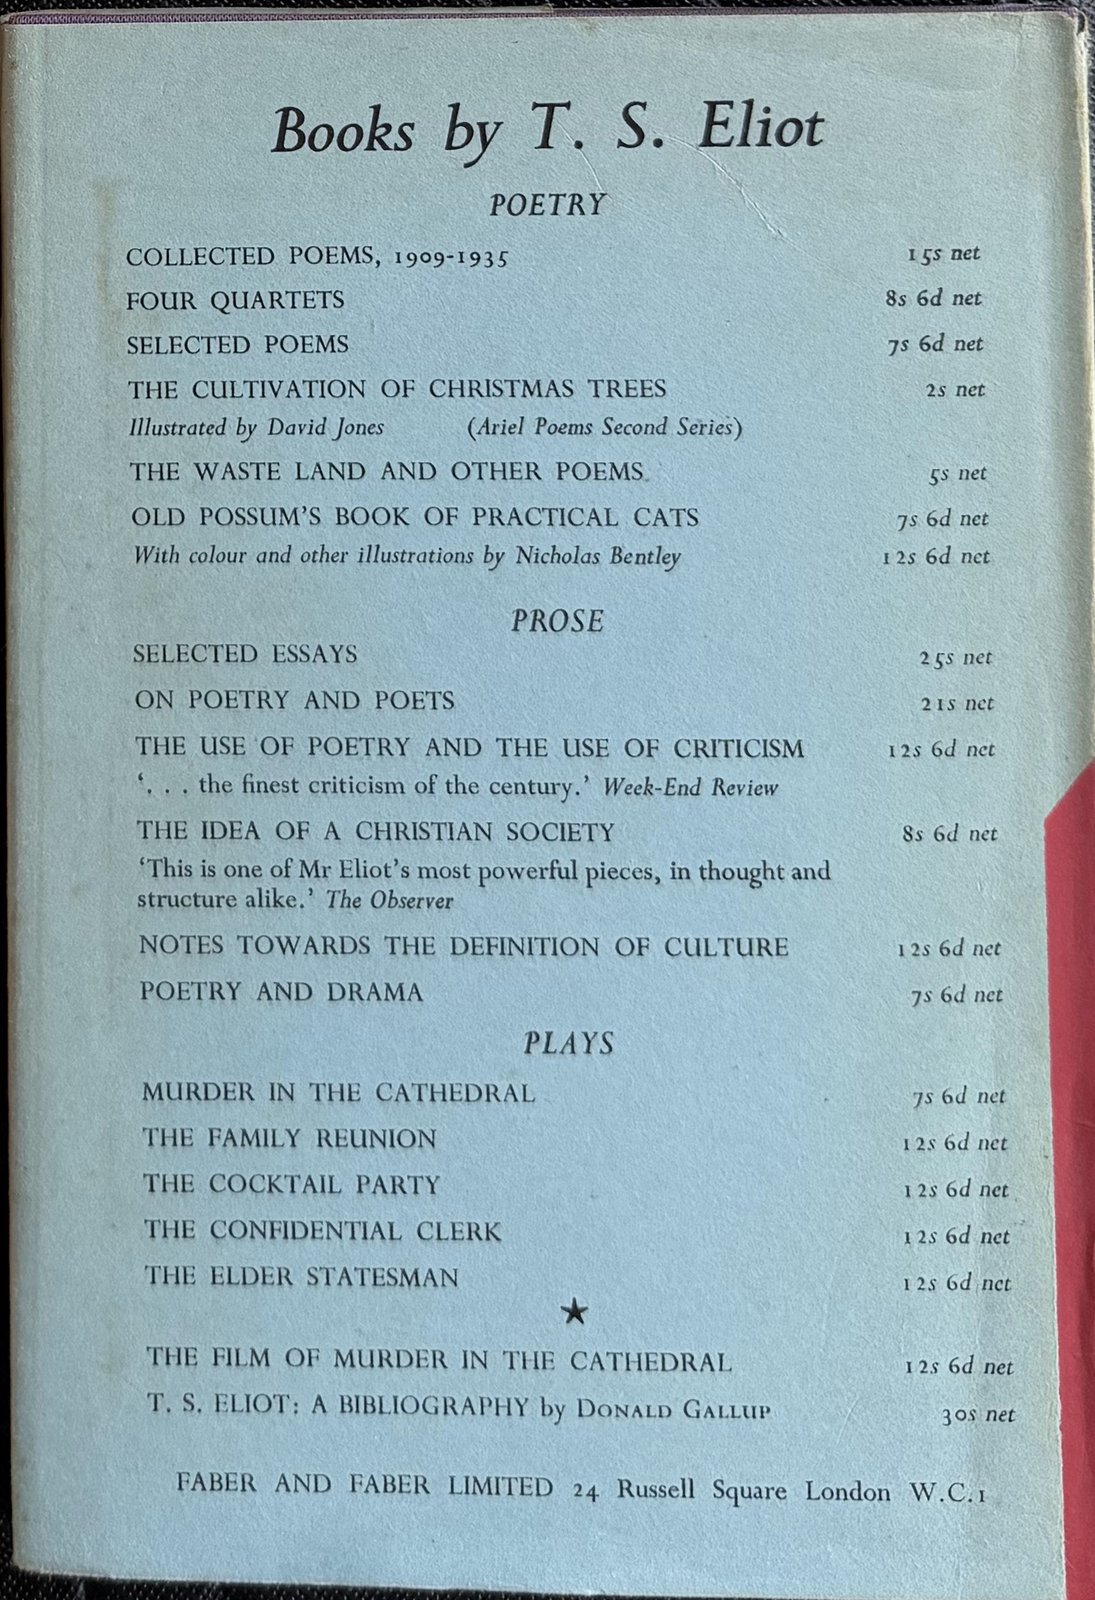 Books by T. S. Eliot
POETRY
COLLECTED POEMS, 1909-1935 15s net
FOUR QUARTETS 8s 6d net
SELECTED POEMS 7s 6d net
THE CULTIVATION OF CHRISTMAS TREES 2s net
Illustrated by David Jones (Ariel Poems Second Series)
THE WASTE LAND AND OTHER POEMS 5s net
OLD POSSUM'S BOOK OF PRACTICAL CATS 7s 6d net
With colour and other illustrations by Nicholas Bentley 12s 6d net
PROSE
SELECTED ESSAYS 25s net
ON POETRY AND POETS 21s net
THE USE OF POETRY AND THE USE OF CRITICISM 12s 6d net
'. . . the finest criticism of the century.' Week-End Review
THE IDEA OF A CHRISTIAN SOCIETY 8s 6d net
'This is one of Mr Eliot's most powerful pieces, in thought and
structure alike.' The Observer
NOTES TOWARDS THE DEFINITION OF CULTURE 12s 6d net
POETRY AND DRAMA 7s 6d net
PLAYS
MURDER IN THE CATHEDRAL 7s 6d net
THE FAMILY REUNION 12s 6d net
THE COCKTAIL PARTY 12s 6d net
THE CONFIDENTIAL CLERK 12s 6d net
THE ELDER STATESMAN 12s 6d net
★
THE FILM OF MURDER IN THE CATHEDRAL 12s 6d net
T. S. ELIOT: A BIBLIOGRAPHY by DONALD GALLUP 30s net
FABER AND FABER LIMITED 24 Russell Square London W.C.1